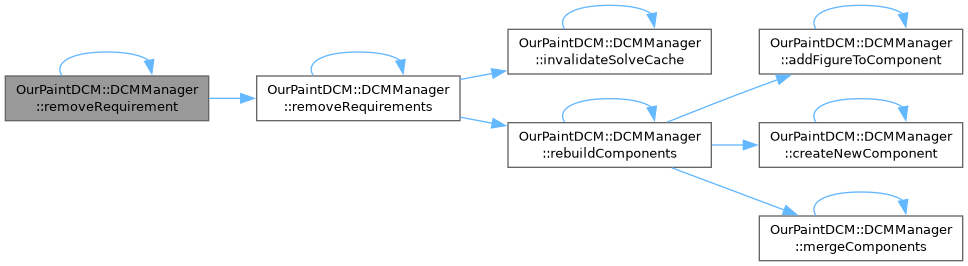 OurPaintDCM::DCMManager
::removeRequirement
OurPaintDCM::DCMManager
::removeRequirements
OurPaintDCM::DCMManager
::invalidateSolveCache
OurPaintDCM::DCMManager
::rebuildComponents
OurPaintDCM::DCMManager
::addFigureToComponent
OurPaintDCM::DCMManager
::createNewComponent
OurPaintDCM::DCMManager
::mergeComponents